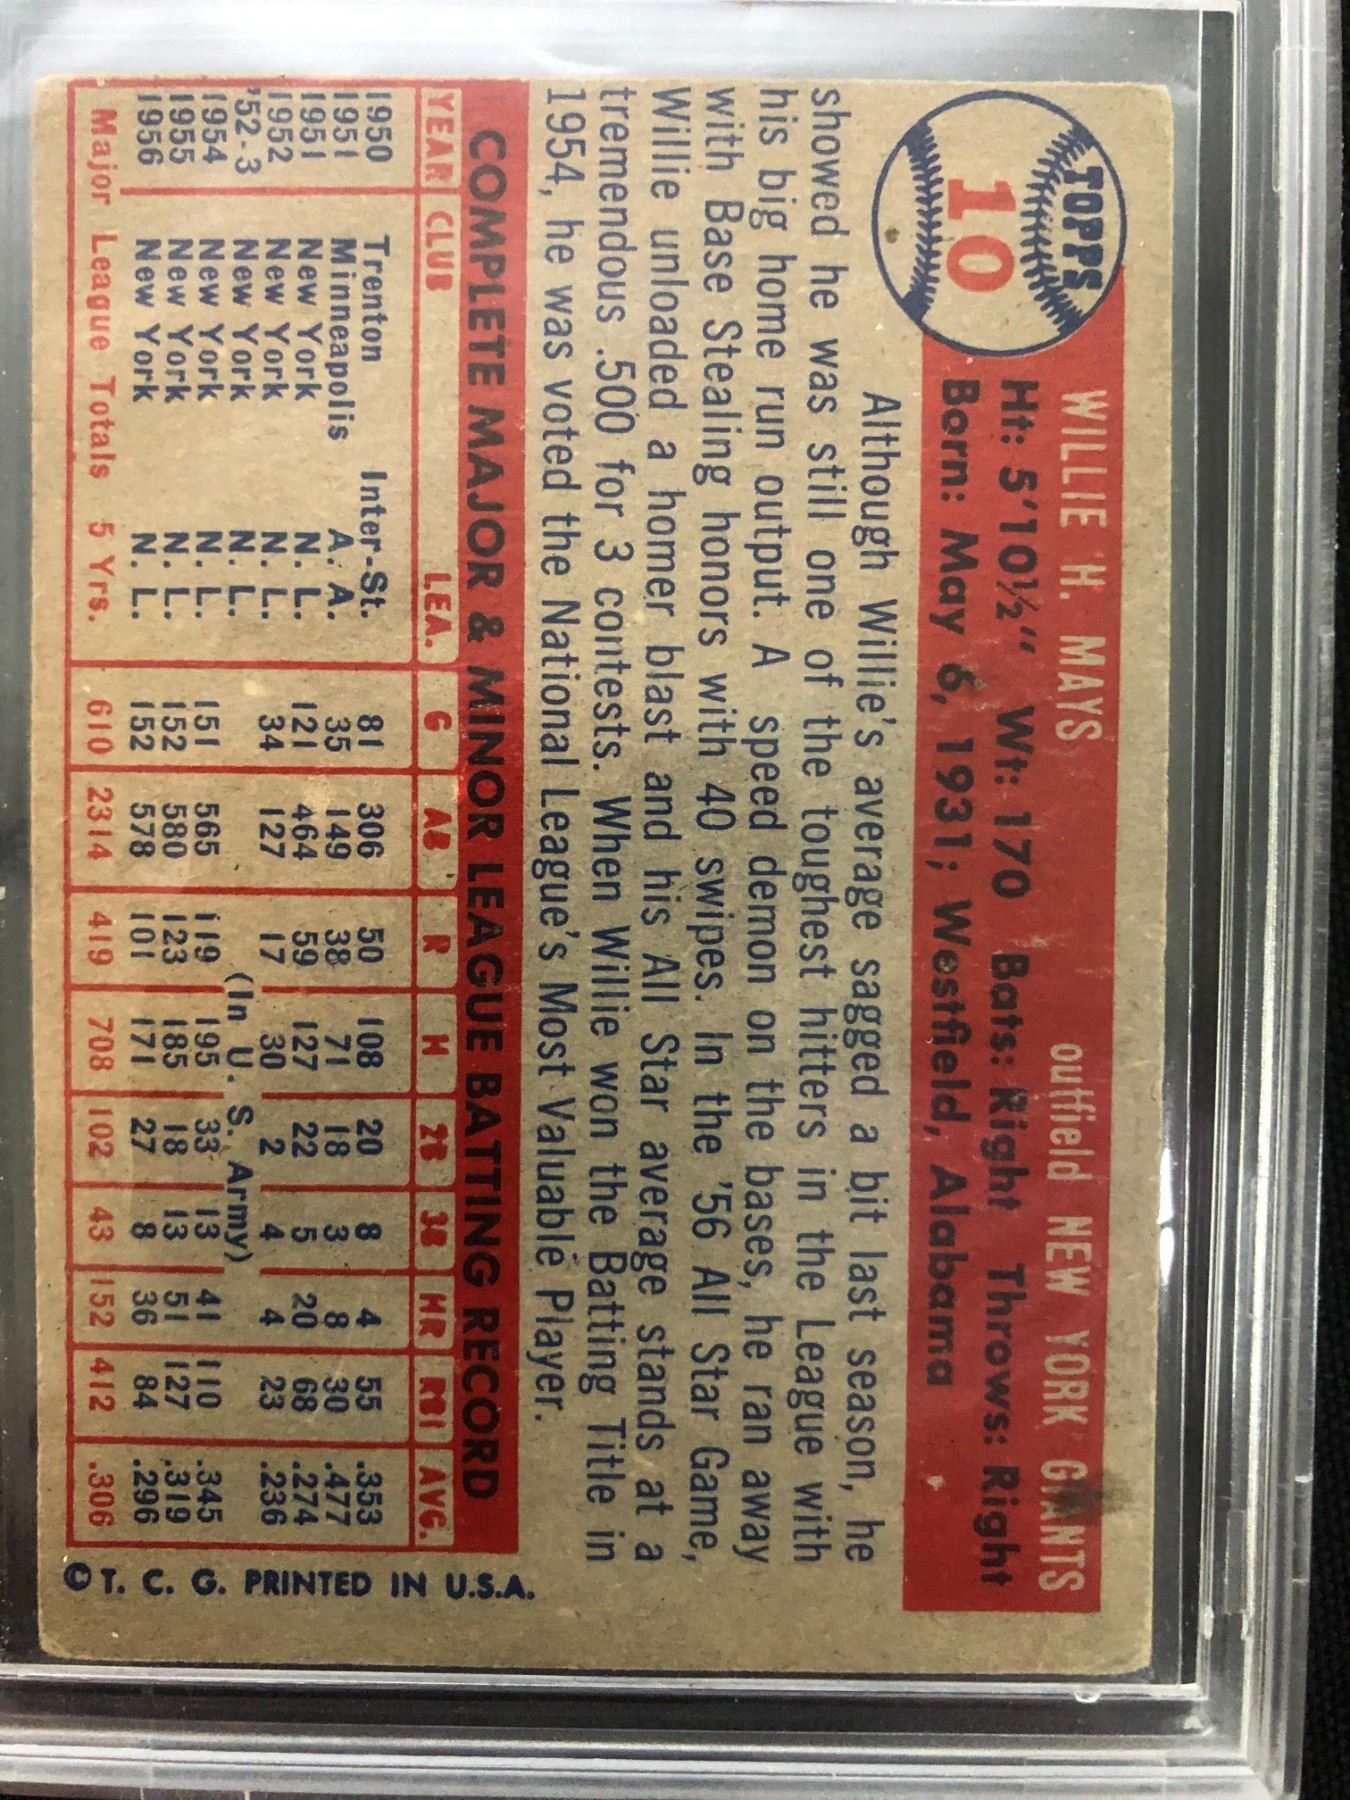 TOPPS
10
WILLIE H. MAYS outfield NEW YORK GIANTS
Ht: 5'10½" Wt: 170 Bats: Right Throws: Right
Born: May 6, 1931; Westfield, Alabama
Although Willie's average sagged a bit last season, he
showed he was still one of the toughest hitters in the League with
his big home run output. A speed demon on the bases, he ran away
with Base Stealing honors with 40 swipes. In the '56 All Star Game,
Willie unloaded a homer blast and his All Star average stands at a
tremendous .500 for 3 contests. When Willie won the Batting Title in
1954, he was voted the National League's Most Valuable Player.
COMPLETE MAJOR & MINOR LEAGUE BATTING RECORD
YEAR CLUB LEA. G AB R H 2B 3B HR RBI AVG.
1950 Trenton Inter-St. 81 306 50 108 20 8 4 55 .353
1951 Minneapolis A. A. 35 149 38 71 18 3 8 30 .477
1951 New York N. L. 121 464 59 127 22 5 20 68 .274
1952 New York N. L. 34 127 17 30 2 4 4 23 .236
'52-3 New York N. L. (In U. S. Army)
1954 New York N. L. 151 565 119 195 33 13 41 110 .345
1955 New York N. L. 152 580 123 185 18 13 51 127 .319
1956 New York N. L. 152 578 101 171 27 8 36 84 .296
Major League Totals 5 Yrs. 610 2314 419 708 102 43 152 412 .306
© T. C. G. PRINTED IN U.S.A.